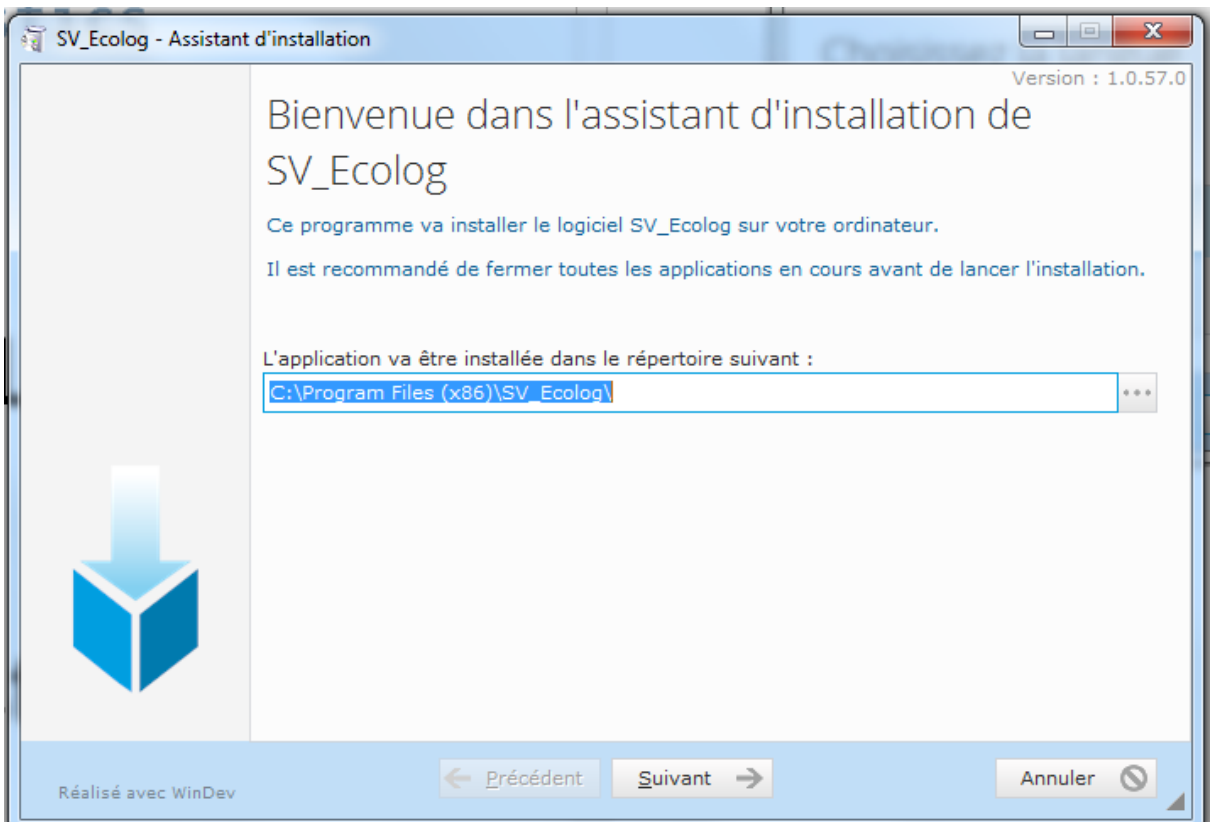 SV_Ecolog - Assistant d'installation
Version : 1.0.57.0
Bienvenue dans l'assistant d'installation de
SV_Ecolog
Ce programme va installer le logiciel SV_Ecolog sur votre ordinateur.
Il est recommandé de fermer toutes les applications en cours avant de lancer l'installation.
L'application va être installée dans le répertoire suivant :
C:\Program Files (x86)\SV_Ecolog\
Précédent
Suivant
Annuler
Réalisé avec WinDev